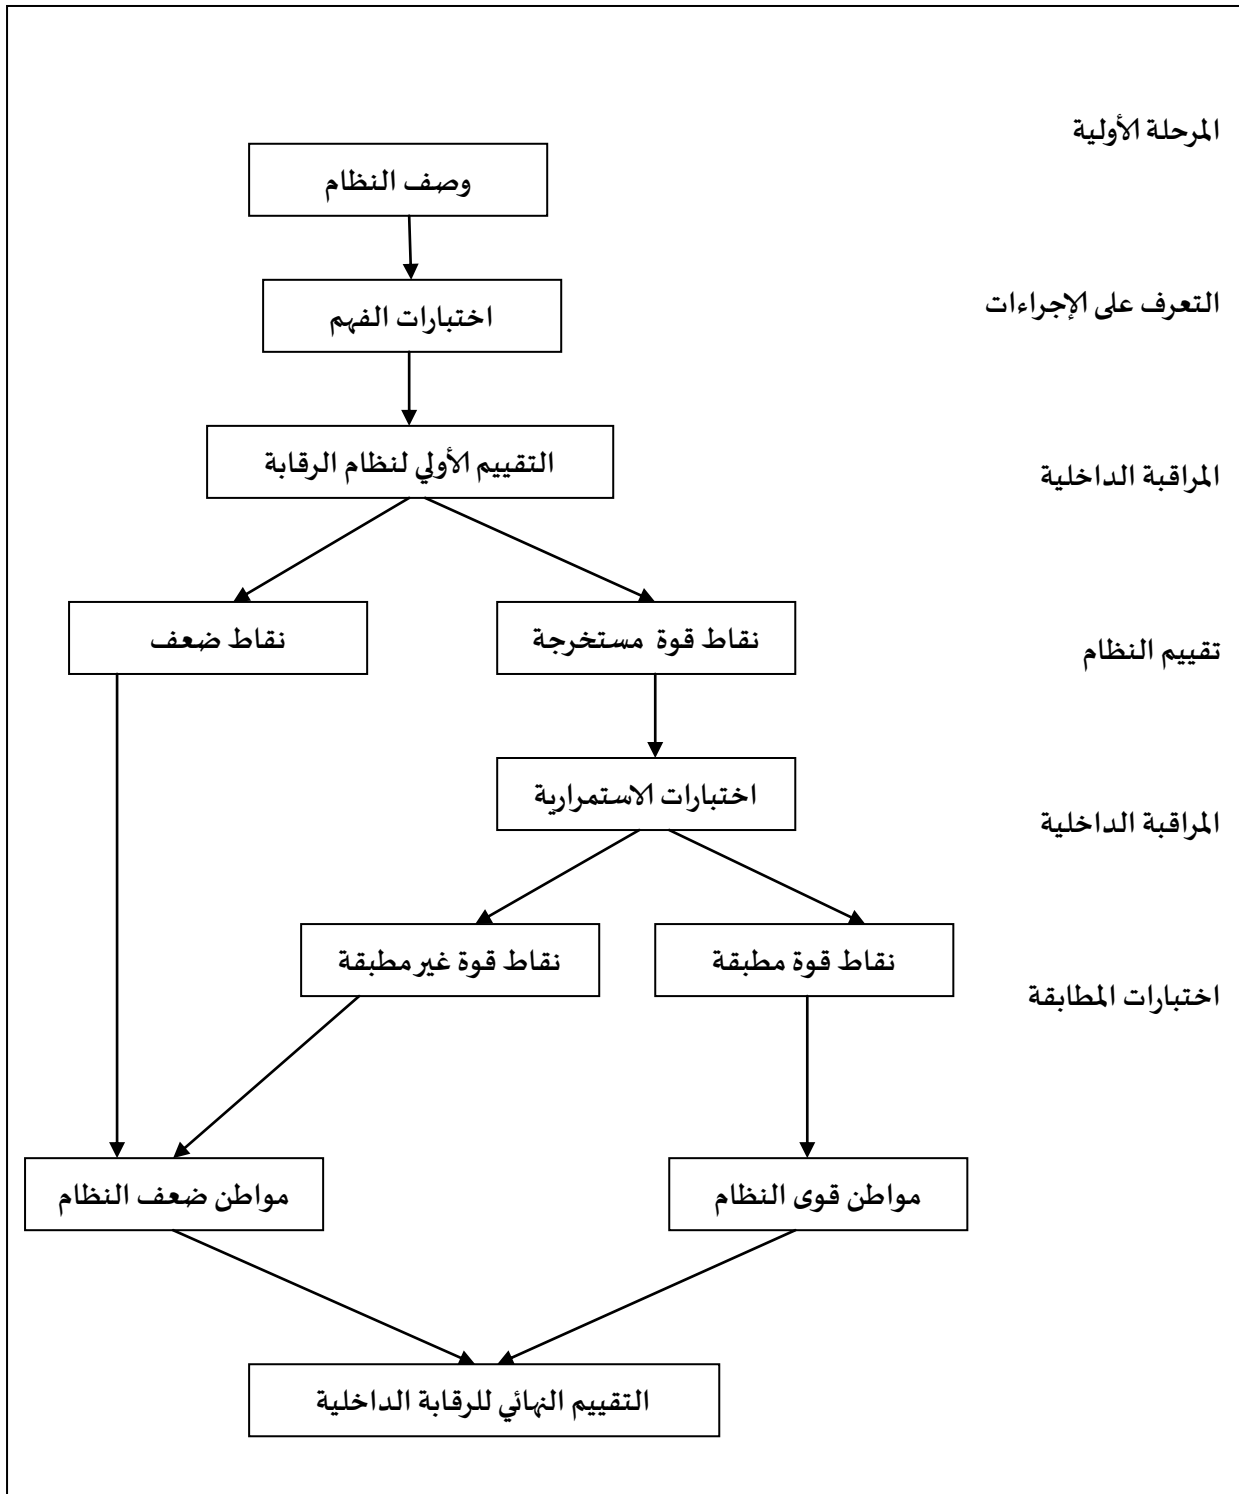 المرحلة الأولية
وصف النظام
التعرف على الإجراءات
اختبارات الفهم
التقييم الأولي لنظام الرقابة
المراقبة الداخلية
نقاط قوة مستخرجة
نقاط ضعف
تقييم النظام
اختبارات الاستمرارية
المراقبة الداخلية
نقاط قوة مطبقة
نقاط قوة غير مطبقة
اختبارات المطابقة
مواطن قوى النظام
مواطن ضعف النظام
التقييم النهائي للرقابة الداخلية